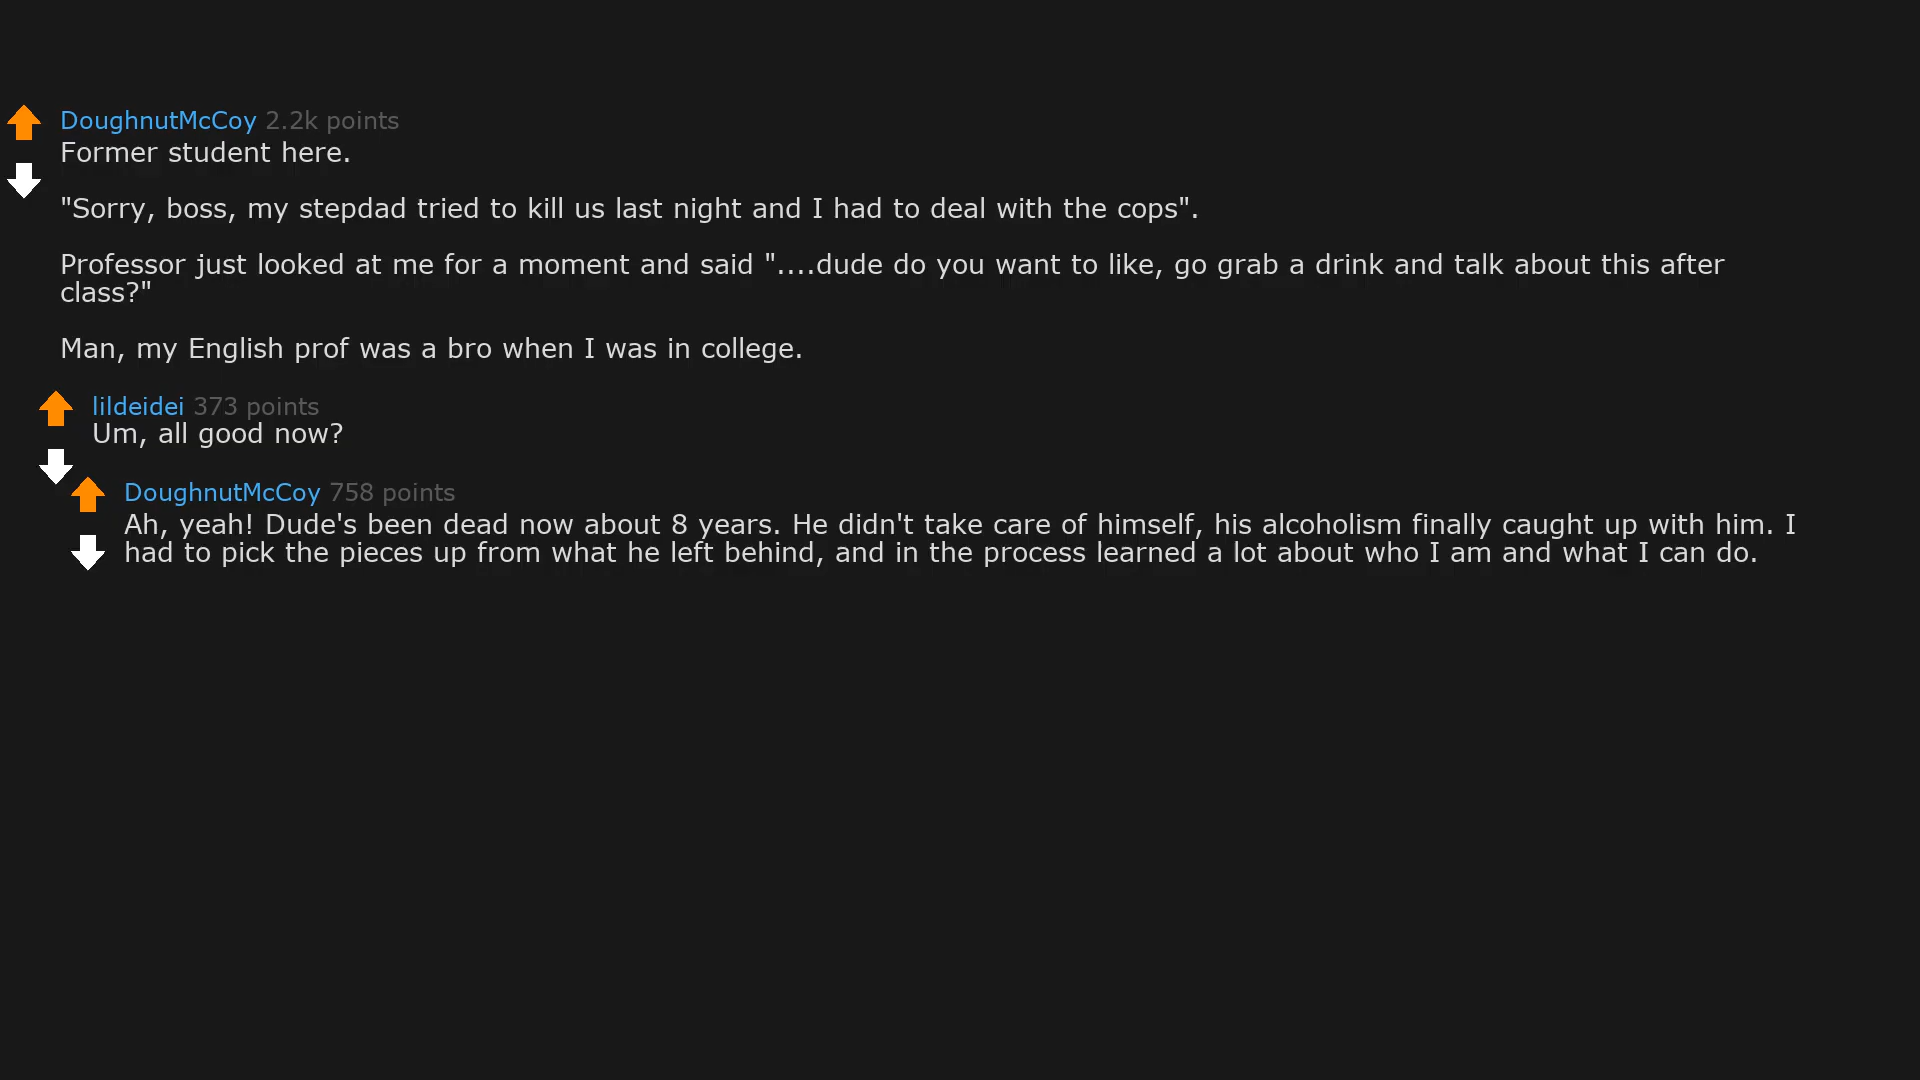 DoughnutMcCoy 2.2k points
Former student here.
"Sorry, boss, my stepdad tried to kill us last night and I had to deal with the cops".
Professor just looked at me for a moment and said "....dude do you want to like, go grab a drink and talk about this after
class?"
Man, my English prof was a bro when I was in college.
lildeidei 373 points
Um, all good now?
DoughnutMcCoy 758 points
Ah, yeah! Dude's been dead now about 8 years. He didn't take care of himself, his alcoholism finally caught up with him. I
had to pick the pieces up from what he left behind, and in the process learned a lot about who I am and what I can do.